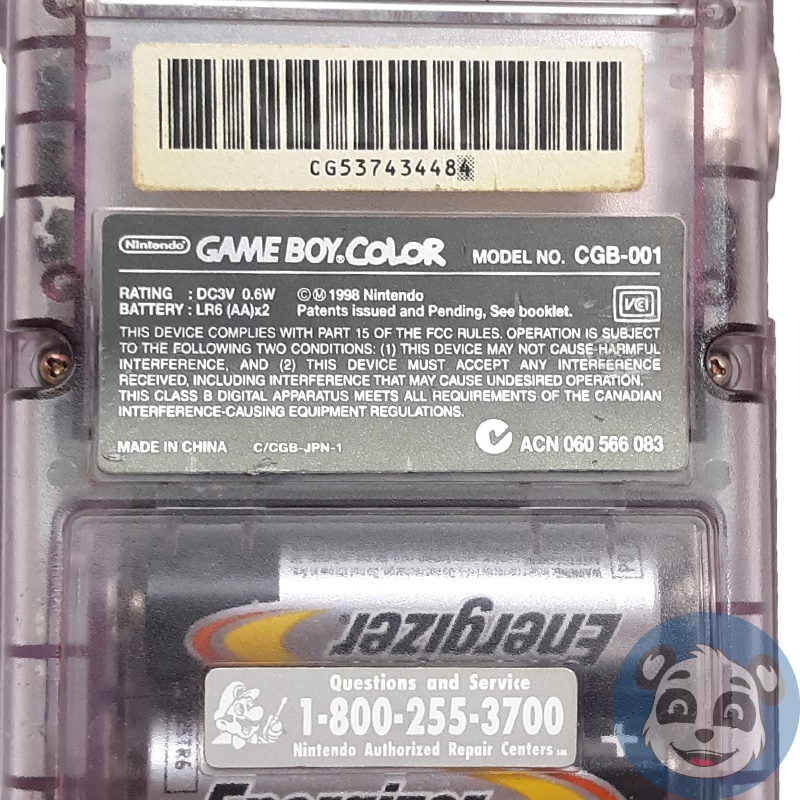 CG537434484
Nintendo GAME BOY COLOR MODEL NO. CGB-001
RATING : DC3V 0.6W ©Ⓜ1998 Nintendo
BATTERY : LR6 (AA)x2 Patents issued and Pending, See booklet.
VCI
THIS DEVICE COMPLIES WITH PART 15 OF THE FCC RULES. OPERATION IS SUBJECT
TO THE FOLLOWING TWO CONDITIONS: (1) THIS DEVICE MAY NOT CAUSE HARMFUL
INTERFERENCE, AND (2) THIS DEVICE MUST ACCEPT ANY INTERFERENCE
RECEIVED, INCLUDING INTERFERENCE THAT MAY CAUSE UNDESIRED OPERATION.
THIS CLASS B DIGITAL APPARATUS MEETS ALL REQUIREMENTS OF THE CANADIAN
INTERFERENCE-CAUSING EQUIPMENT REGULATIONS.
MADE IN CHINA C/CGB-JPN-1 ACN 060 566 083
Energizer
Questions and Service
1-800-255-3700
Nintendo Authorized Repair Centers SM
+
Energizer